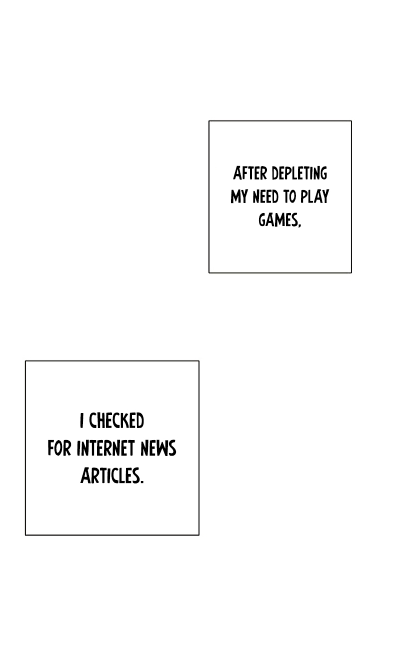 AFTER DEPLETING
MY NEED TO PLAY
GAMES,
I CHECKED
FOR INTERNET NEWS
ARTICLES.